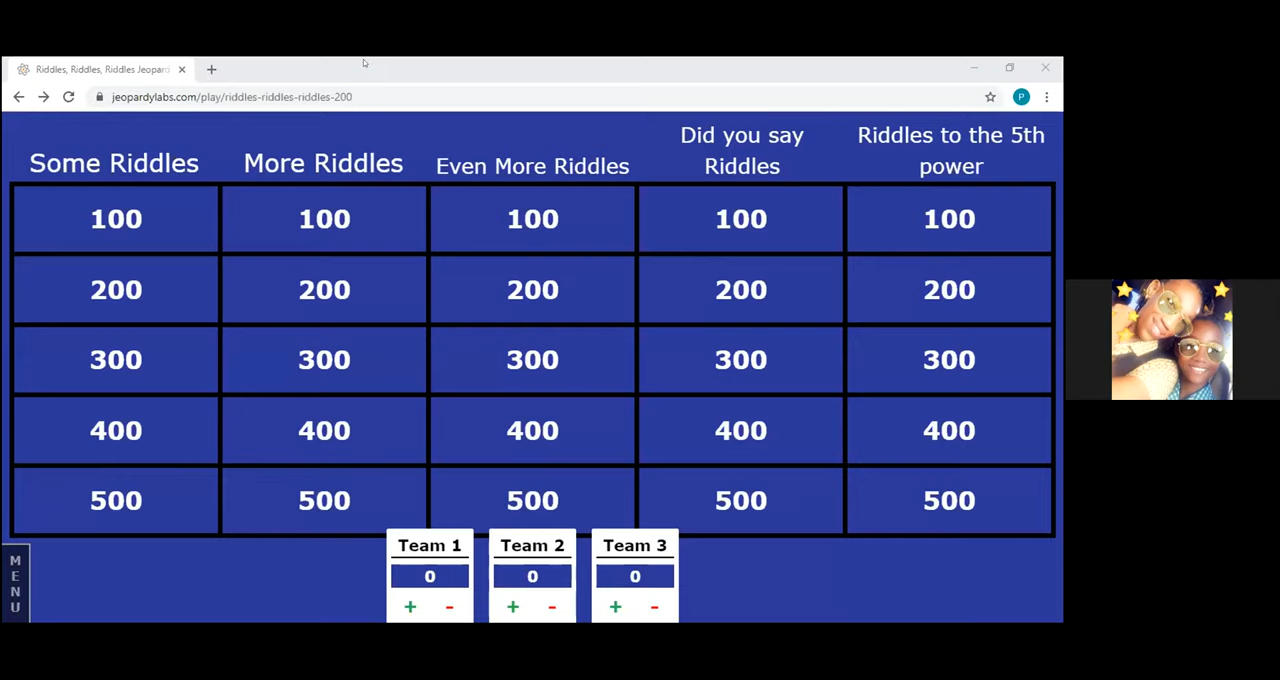 Riddles, Riddles, Riddles Jeopard
jeopardylabs.com/play/riddles-riddles-riddles-200
P
Some Riddles
More Riddles
Even More Riddles
Did you say
Riddles
Riddles to the 5th
power
100 100 100 100 100
200 200 200 200 200
300 300 300 300 300
400 400 400 400 400
500 500 500 500 500
MENU
Team 1 Team 2 Team 3
0 0 0
+ - + - + -